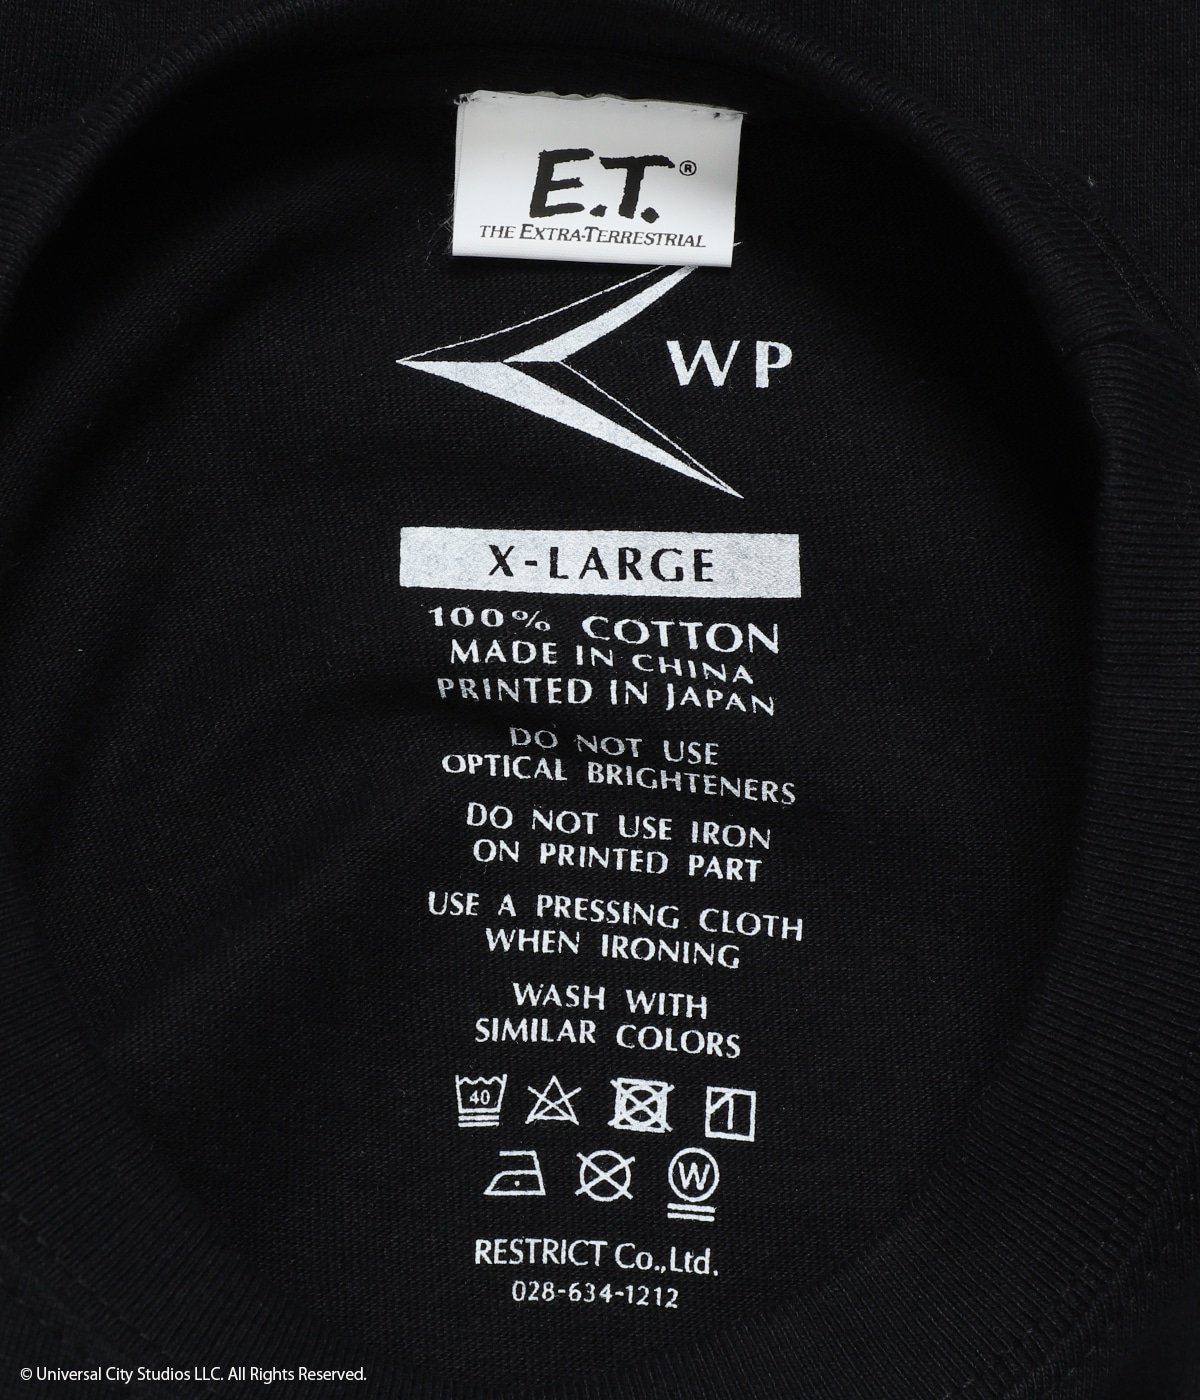 E.T.®
THE EXTRA-TERRESTRIAL
WP
X-LARGE
100% COTTON
MADE IN CHINA
PRINTED IN JAPAN
DO NOT USE
OPTICAL BRIGHTENERS
DO NOT USE IRON
ON PRINTED PART
USE A PRESSING CLOTH
WHEN IRONING
WASH WITH
SIMILAR COLORS
40
W
RESTRICT Co.,Ltd.
028-634-1212
© Universal City Studios LLC. All Rights Reserved.